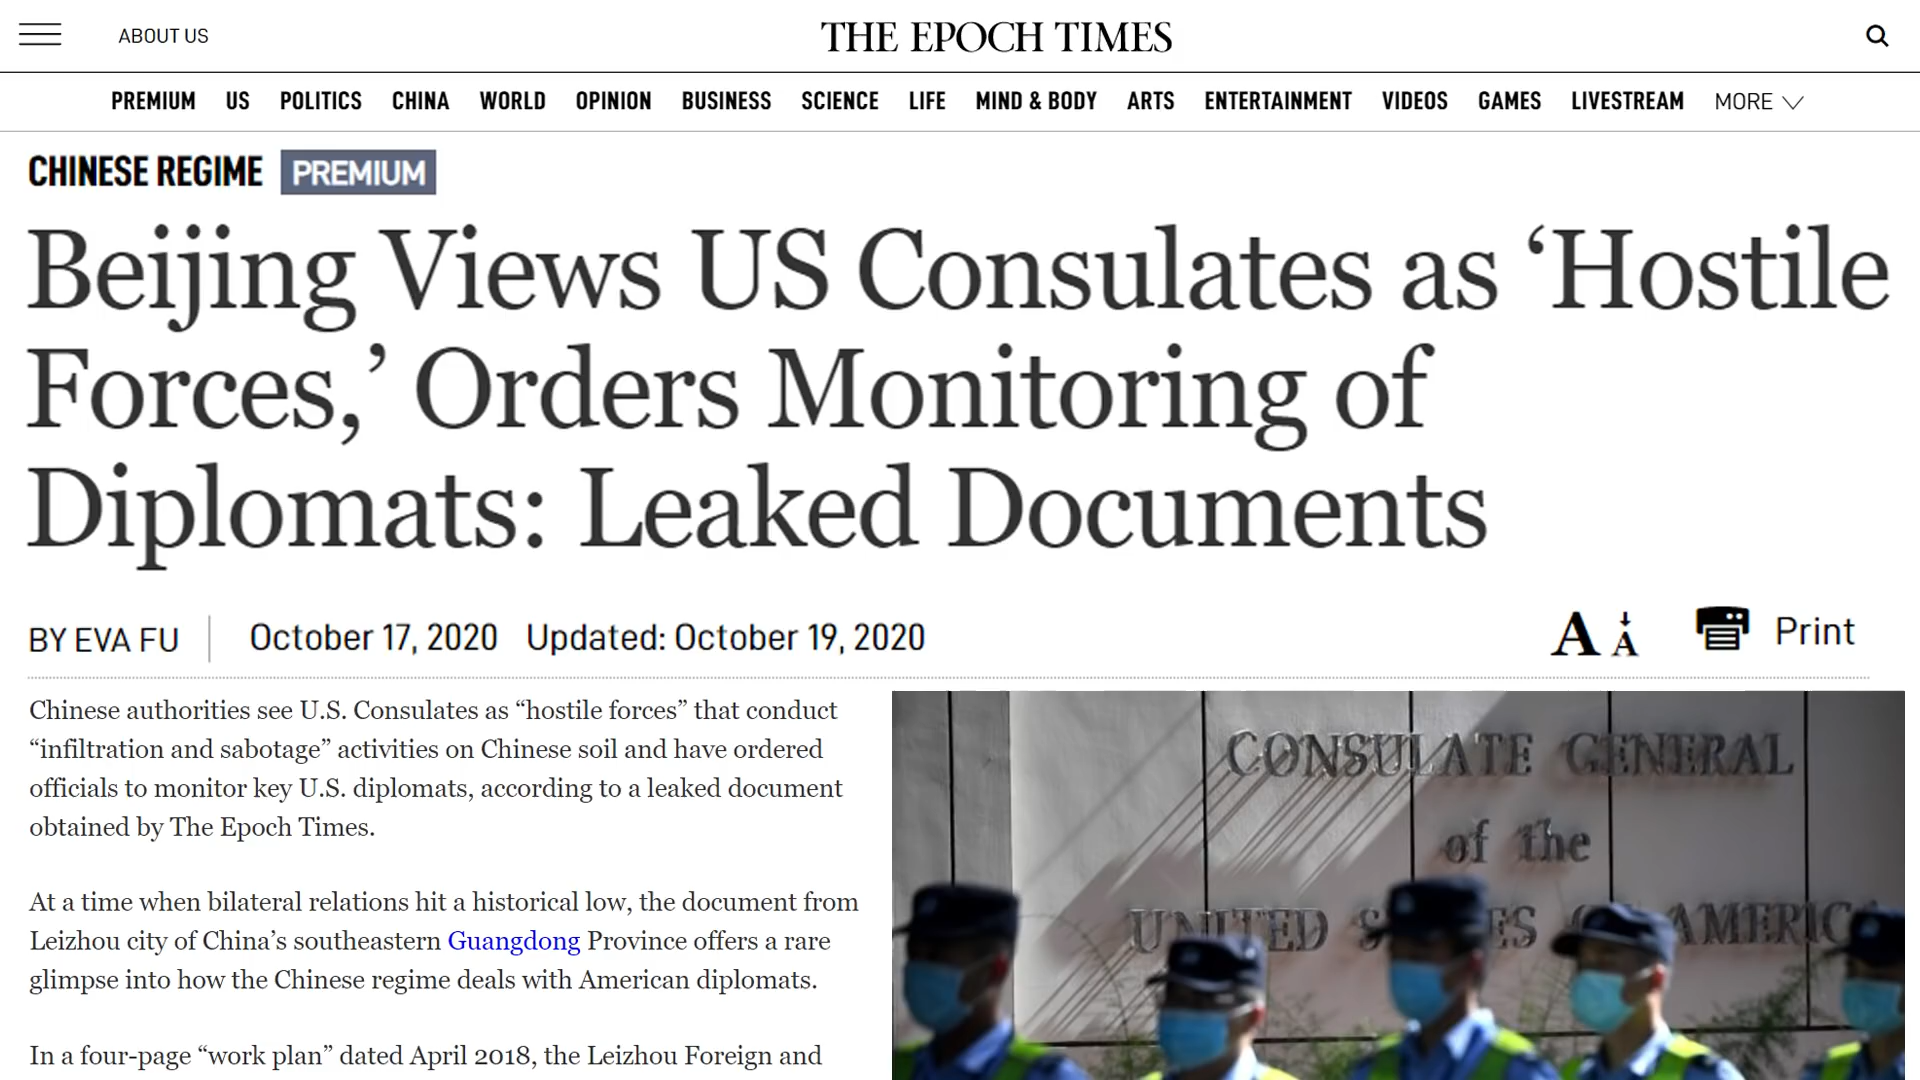 ABOUT US
THE EPOCH TIMES
PREMIUM US POLITICS CHINA WORLD OPINION BUSINESS SCIENCE LIFE MIND & BODY ARTS ENTERTAINMENT VIDEOS GAMES LIVESTREAM MORE
CHINESE REGIME PREMIUM
Beijing Views US Consulates as ‘Hostile
Forces,’ Orders Monitoring of
Diplomats: Leaked Documents
BY EVA FU October 17, 2020 Updated: October 19, 2020 A A Print
Chinese authorities see U.S. Consulates as “hostile forces” that conduct
“infiltration and sabotage” activities on Chinese soil and have ordered
officials to monitor key U.S. diplomats, according to a leaked document
obtained by The Epoch Times.
At a time when bilateral relations hit a historical low, the document from
Leizhou city of China’s southeastern Guangdong Province offers a rare
glimpse into how the Chinese regime deals with American diplomats.
In a four-page “work plan” dated April 2018, the Leizhou Foreign and
CONSULATE GENERAL
of the
UNITED STATES OF AMERICA